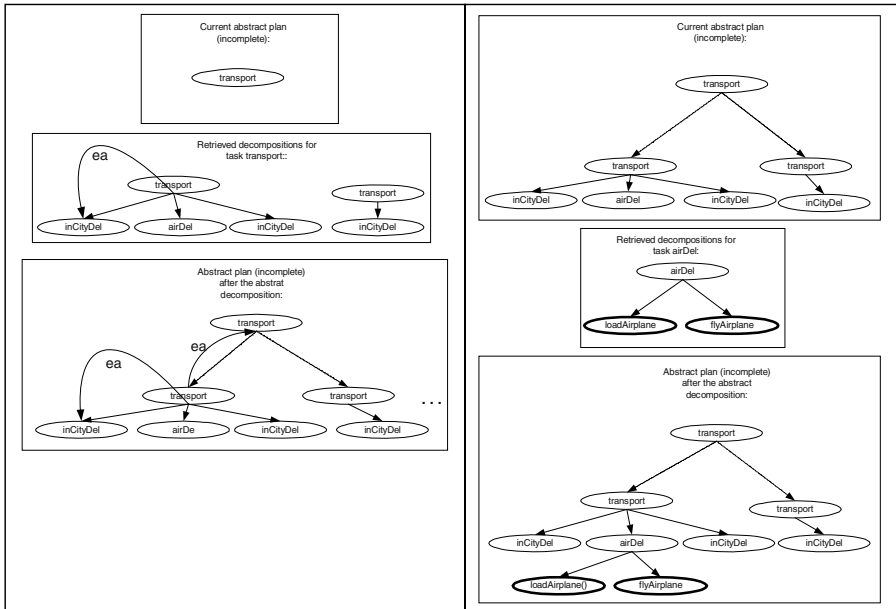 Current abstract plan
(incomplete):
transport
Retrieved decompositions for
task transport::
ea
transport
transport
inCityDel airDel inCityDel inCityDel
Abstract plan (incomplete)
after the abstrat
decomposition:
transport
ea
ea
transport transport
...
inCityDel airDe inCityDel inCityDel
Current abstract plan
(incomplete):
transport
transport transport
inCityDel airDel inCityDel inCityDel
Retrieved decompositions for
task airDel:
airDel
loadAirplane flyAirplane
Abstract plan (incomplete)
after the abstract
decomposition:
transport
transport
transport
inCityDel airDel inCityDel inCityDel
loadAirplane() flyAirplane